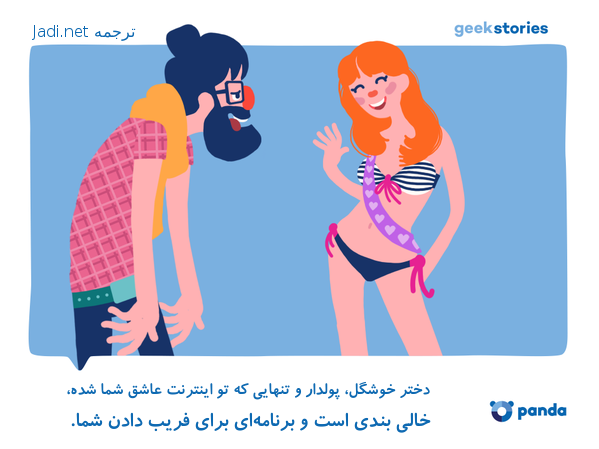 ترجمه Jadi.net
geekstories
دختر خوشگل، پولدار و تنهایی که تو اینترنت عاشق شما شده،
خالی بندی است و برنامه‌ای برای فریب دادن شما.
panda